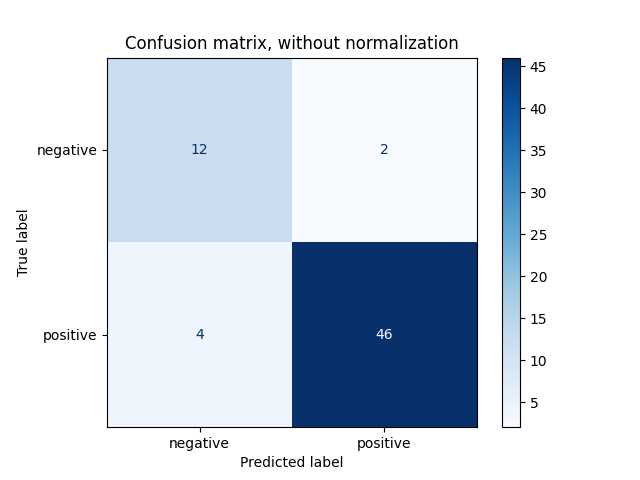 Confusion matrix, without normalization
True label
negative
12
2
positive
4
46
negative
positive
Predicted label
45
40
35
30
25
20
15
10
5